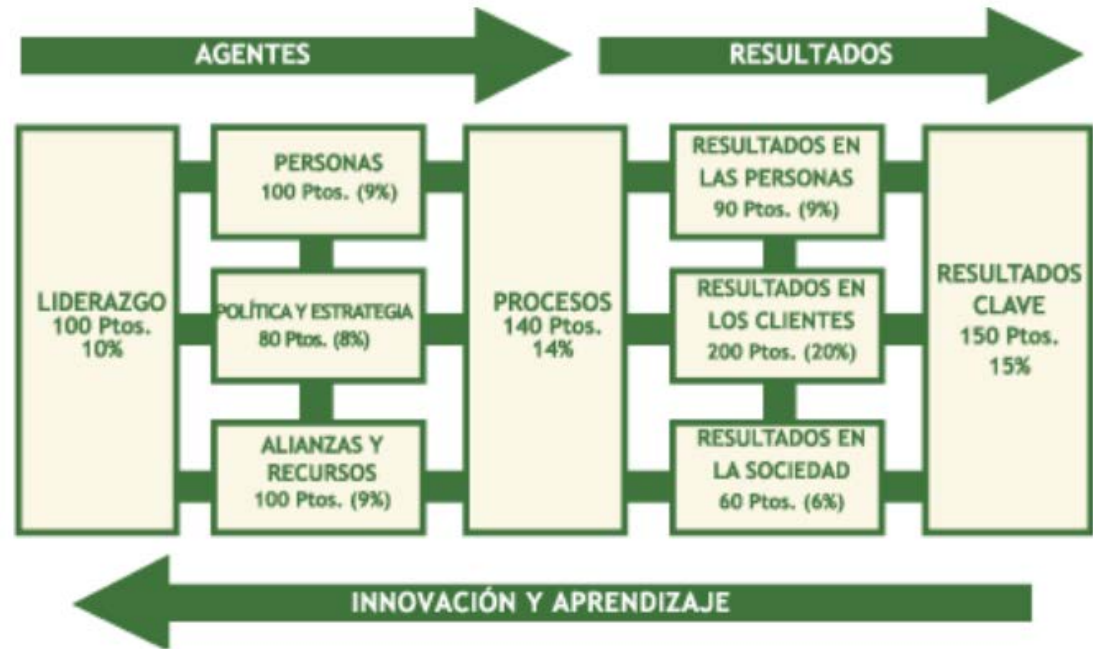 AGENTES
RESULTADOS
LIDERAZGO
100 Ptos.
10%
PERSONAS
100 Ptos. (9%)
POLÍTICA Y ESTRATEGIA
80 Ptos. (8%)
ALIANZAS Y
RECURSOS
100 Ptos. (9%)
PROCESOS
140 Ptos.
14%
RESULTADOS EN
LAS PERSONAS
90 Ptos. (9%)
RESULTADOS EN
LOS CLIENTES
200 Ptos. (20%)
RESULTADOS EN
LA SOCIEDAD
60 Ptos. (6%)
RESULTADOS
CLAVE
150 Ptos.
15%
INNOVACIÓN Y APRENDIZAJE